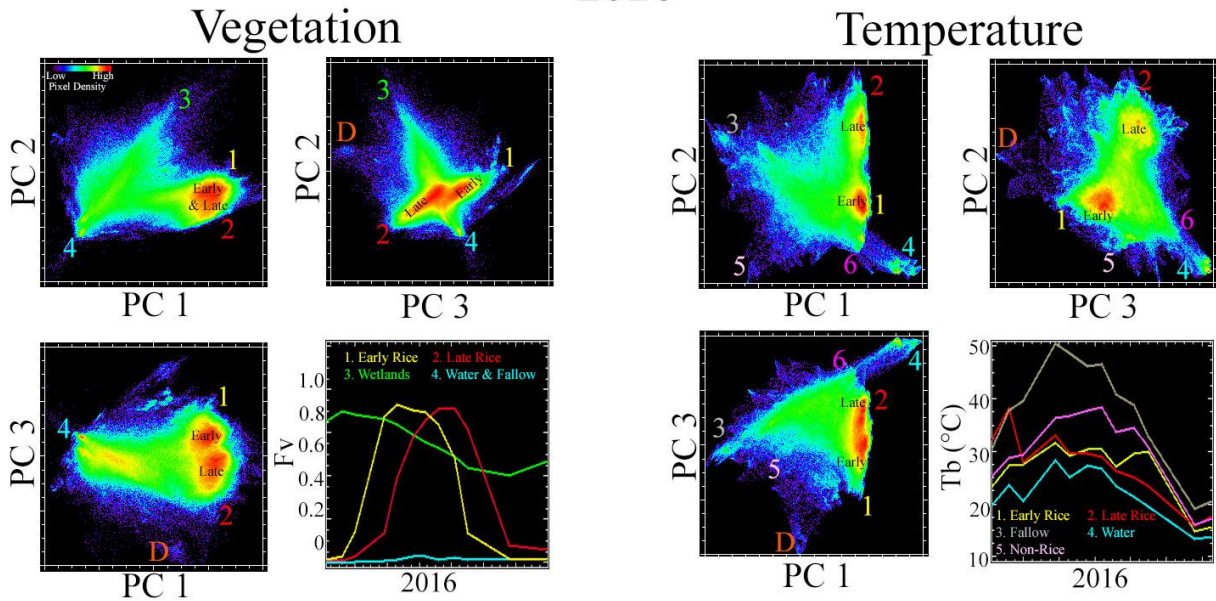 Vegetation
Temperature
Low High
Pixel Density
PC 2
3
1
Early
& Late
2
4
PC 1
PC 2
3
D
1
Late
Early
2
4
PC 3
PC 2
2
3
Late
Early
1
4
5
6
PC 1
PC 2
2
D
Late
1
Early
6
5
4
PC 3
PC 3
1
4
Early
Late
2
D
PC 1
Fv
1.0
0.8
0.6
0.4
0.2
0
1. Early Rice 2. Late Rice
3. Wetlands 4. Water & Fallow
2016
PC 3
6
4
Late
2
3
5
Early
1
D
PC 1
Tb (°C)
50
40
30
20
10
1. Early Rice 2. Late Rice
3. Fallow 4. Water
5. Non-Rice
2016